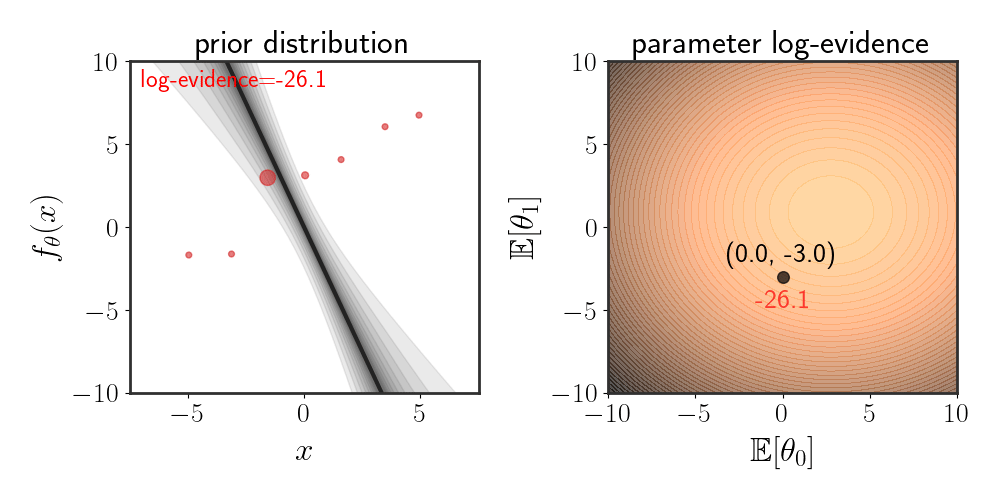 prior distribution
log-evidence=-26.1
10
5
0
−5
−10
−5
0
5
x
f_θ(x)
parameter log-evidence
10
5
0
−5
−10
(0.0, -3.0)
-26.1
−10
−5
0
5
10
𝔼[θ₀]
𝔼[θ₁]